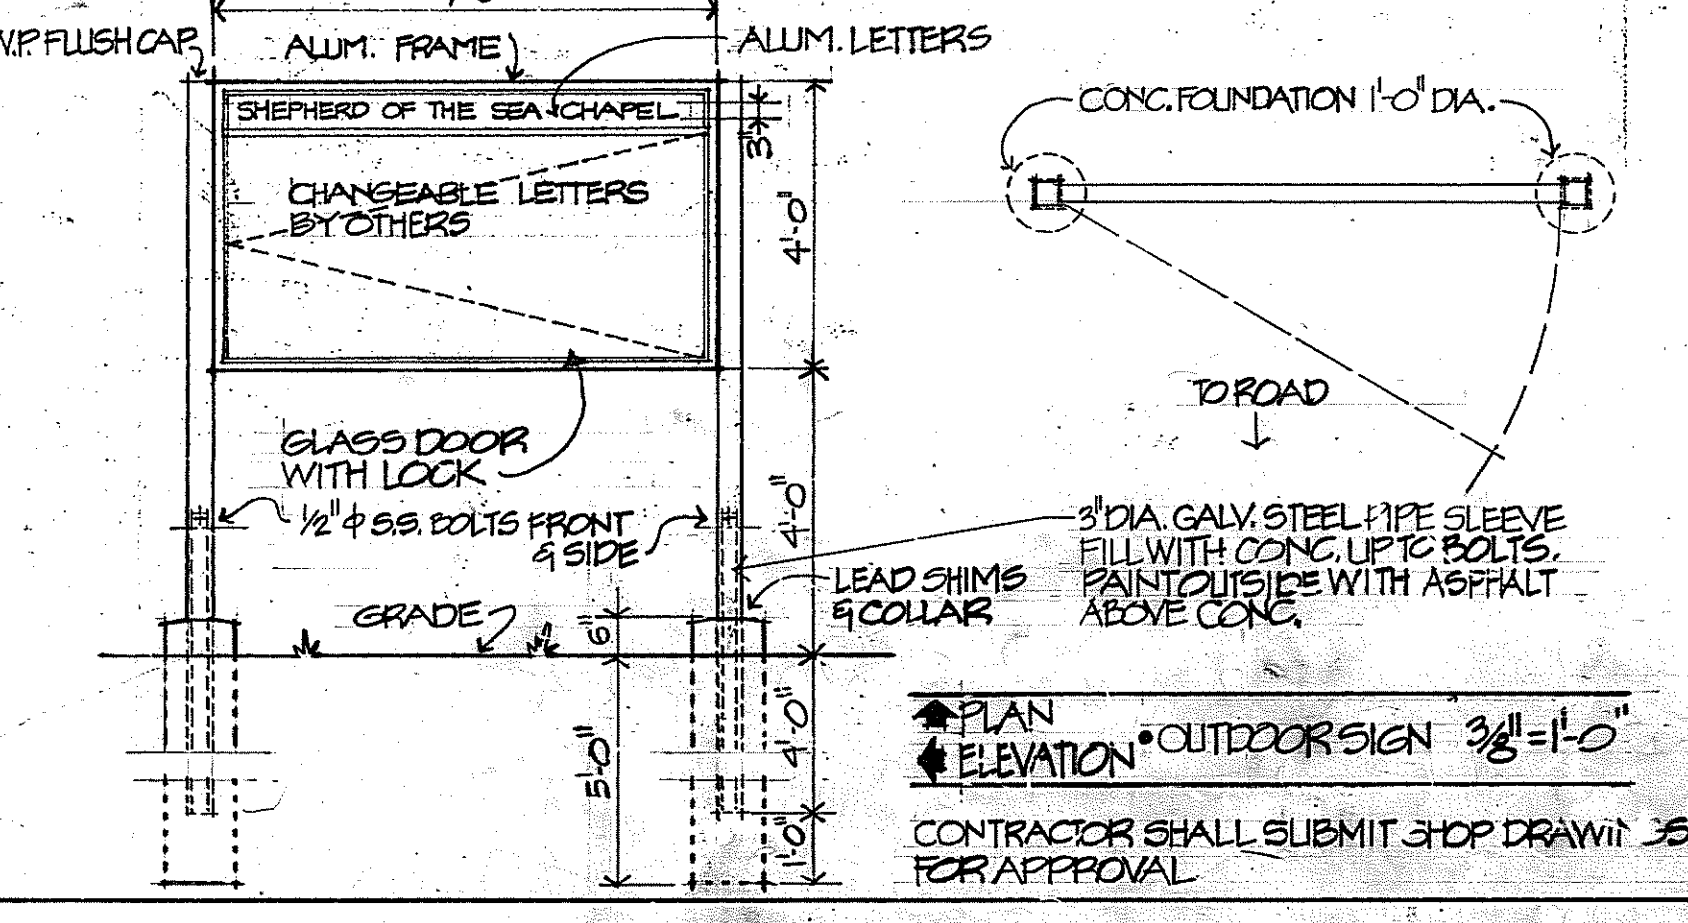 V.P. FLUSH CAP
ALUM. FRAME
ALUM. LETTERS
SHEPHERD OF THE SEA CHAPEL
3"
CHANGEABLE LETTERS
BY OTHERS
4'-0"
GLASS DOOR
WITH LOCK
1/2" ϕ S.S. BOLTS FRONT
& SIDE
4'-0"
LEAD SHIMS
& COLLAR
GRADE
6"
5'-0"
4'-0"
1'-0"
CONC. FOUNDATION 1'-0" DIA.
TO ROAD
3" DIA. GALV. STEEL PIPE SLEEVE
FILL WITH CONC. UP TO BOLTS.
PAINT OUTSIDE WITH ASPHALT
ABOVE CONC.
PLAN
ELEVATION • OUTDOOR SIGN 3/8" = 1'-0"
CONTRACTOR SHALL SUBMIT SHOP
FOR APPROVAL